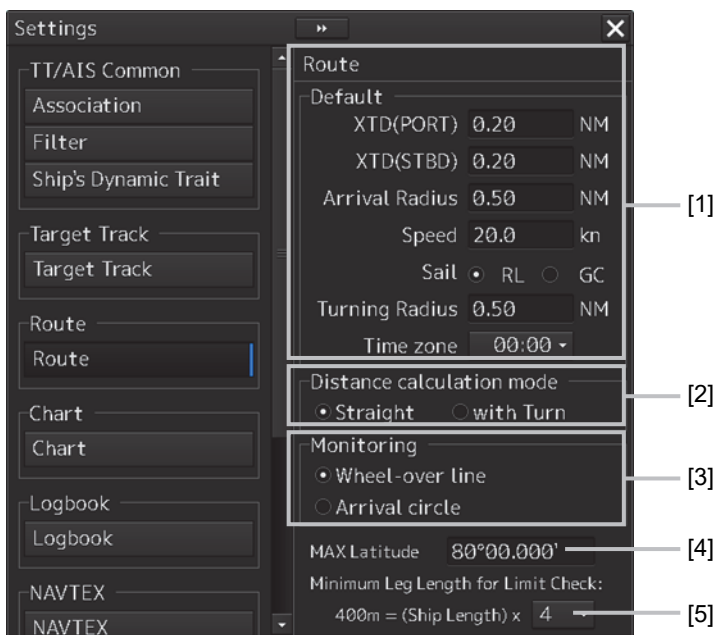 Settings
TT/AIS Common
Association
Filter
Ship's Dynamic Trait
Target Track
Target Track
Route
Route
Chart
Chart
Logbook
Logbook
NAVTEX
NAVTEX
Route
Default
XTD(PORT) 0.20 NM
XTD(STBD) 0.20 NM
Arrival Radius 0.50 NM
Speed 20.0 kn
Sail RL GC
Turning Radius 0.50 NM
Time zone 00:00
[1]
Distance calculation mode
Straight with Turn
[2]
Monitoring
Wheel-over line
Arrival circle
[3]
MAX Latitude 80°00.000'
[4]
Minimum Leg Length for Limit Check:
400m = (Ship Length) x 4
[5]